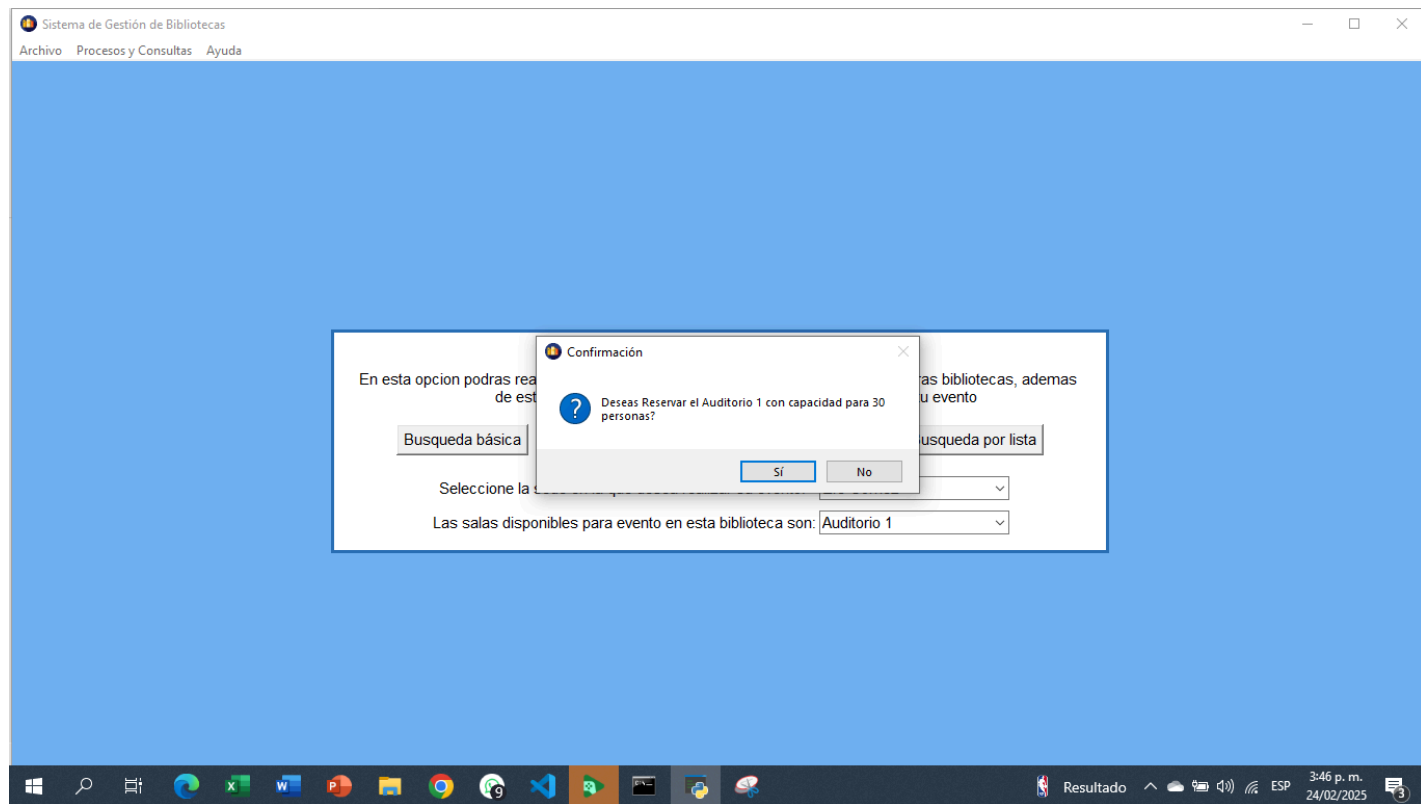 Sistema de Gestión de Bibliotecas
Archivo Procesos y Consultas Ayuda
Confirmación
En esta opcion podras rea
ras bibliotecas, ademas
de est
u evento
Deseas Reservar el Auditorio 1 con capacidad para 30
personas?
Busqueda básica
usqueda por lista
Sí No
Seleccione la
Las salas disponibles para evento en esta biblioteca son: Auditorio 1
Resultado
ESP
3:46 p. m.
24/02/2025
3
9